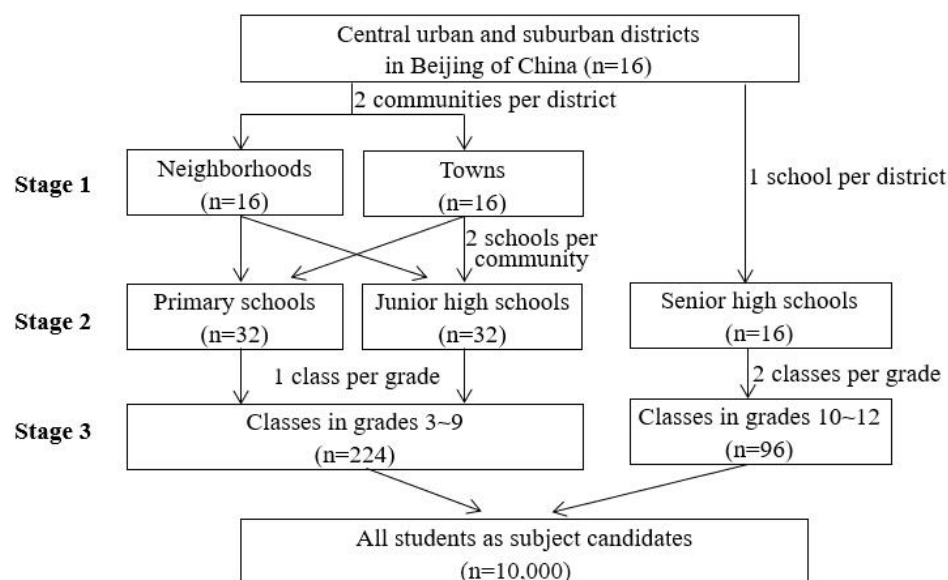 Central urban and suburban districts
in Beijing of China (n=16)
2 communities per district
Stage 1
Neighborhoods
(n=16)
Towns
(n=16)
1 school per district
2 schools per
community
Stage 2
Primary schools
(n=32)
Junior high schools
(n=32)
Senior high schools
(n=16)
1 class per grade
2 classes per grade
Stage 3
Classes in grades 3~9
(n=224)
Classes in grades 10~12
(n=96)
All students as subject candidates
(n=10,000)